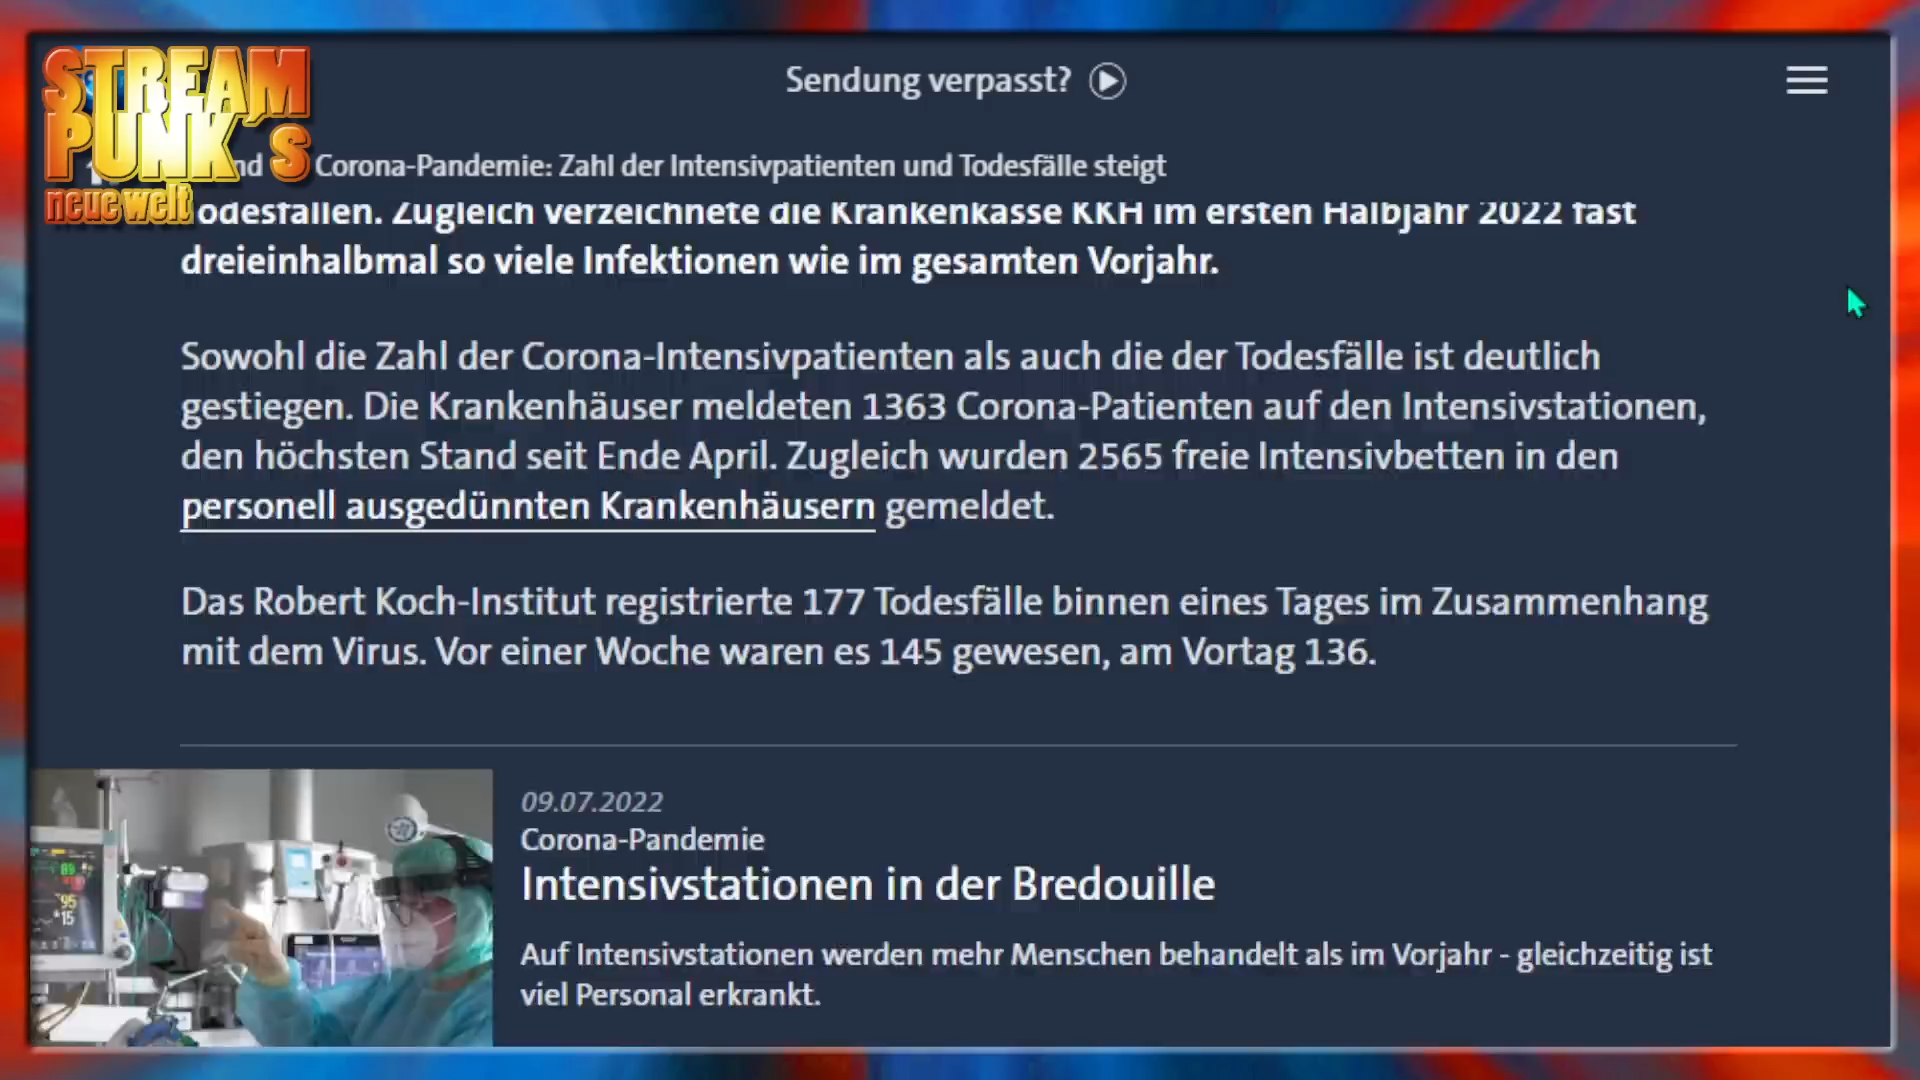 STREAM
PUNK´s
neue welt
Sendung verpasst?
nd
Corona-Pandemie: Zahl der Intensivpatienten und Todesfälle steigt
odesfällen. Zugleich verzeichnete die Krankenkasse KKH im ersten Halbjahr 2022 fast
dreieinhalbmal so viele Infektionen wie im gesamten Vorjahr.
Sowohl die Zahl der Corona-Intensivpatienten als auch die der Todesfälle ist deutlich
gestiegen. Die Krankenhäuser meldeten 1363 Corona-Patienten auf den Intensivstationen,
den höchsten Stand seit Ende April. Zugleich wurden 2565 freie Intensivbetten in den
personell ausgedünnten Krankenhäusern gemeldet.
Das Robert Koch-Institut registrierte 177 Todesfälle binnen eines Tages im Zusammenhang
mit dem Virus. Vor einer Woche waren es 145 gewesen, am Vortag 136.
09.07.2022
Corona-Pandemie
Intensivstationen in der Bredouille
Auf Intensivstationen werden mehr Menschen behandelt als im Vorjahr - gleichzeitig ist
viel Personal erkrankt.